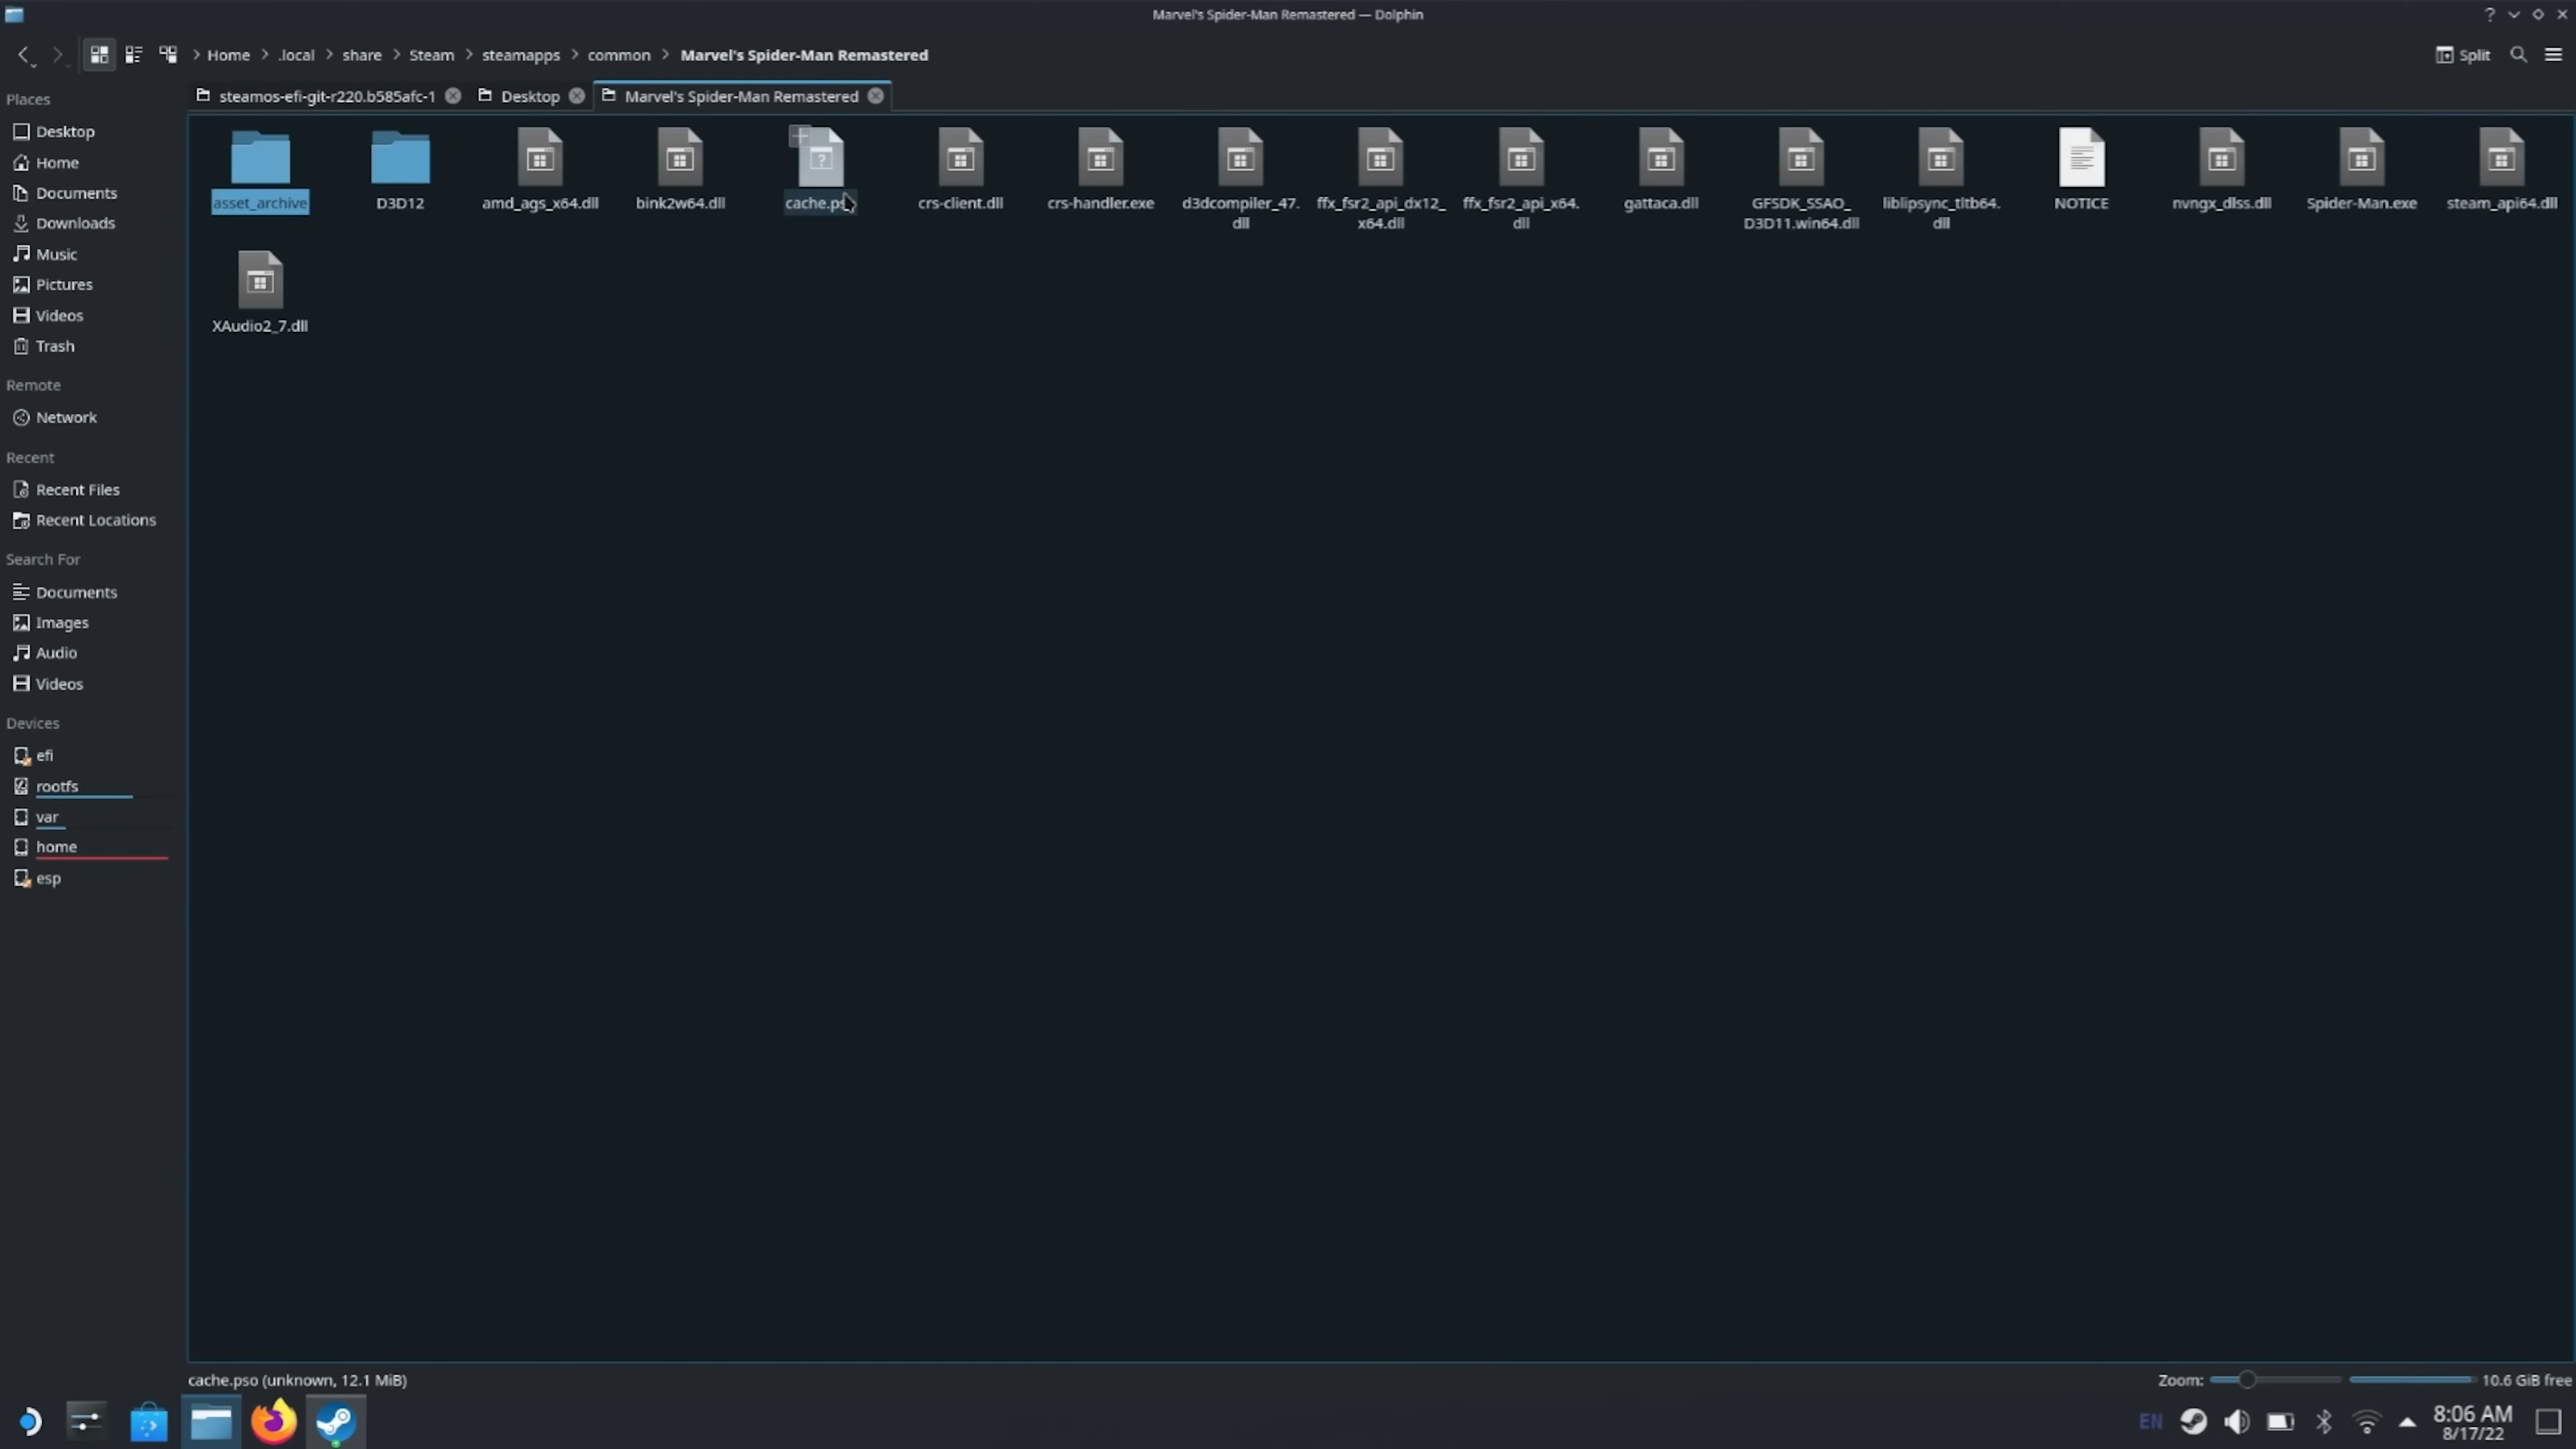 Marvel's Spider-Man Remastered — Dolphin
Home > .local > share > Steam > steamapps > common > Marvel's Spider-Man Remastered
Split
steamos-efi-git-r220.b585afc-1
Desktop
Marvel's Spider-Man Remastered
Places
Desktop
Home
Documents
Downloads
Music
Pictures
Videos
Trash
Remote
Network
Recent
Recent Files
Recent Locations
Search For
Documents
Images
Audio
Videos
Devices
efi
rootfs
var
home
esp
asset_archive
D3D12
amd_ags_x64.dll
bink2w64.dll
cache.pso
crs-client.dll
crs-handler.exe
d3dcompiler_47.
dll
ffx_fsr2_api_dx12_
x64.dll
ffx_fsr2_api_x64.
dll
gattaca.dll
GFSDK_SSAO_
D3D11.win64.dll
liblipsync_tltb64.
dll
NOTICE
nvngx_dlss.dll
Spider-Man.exe
steam_api64.dll
XAudio2_7.dll
cache.pso (unknown, 12.1 MiB)
Zoom:
10.6 GiB free
EN
8:06 AM
8/17/22